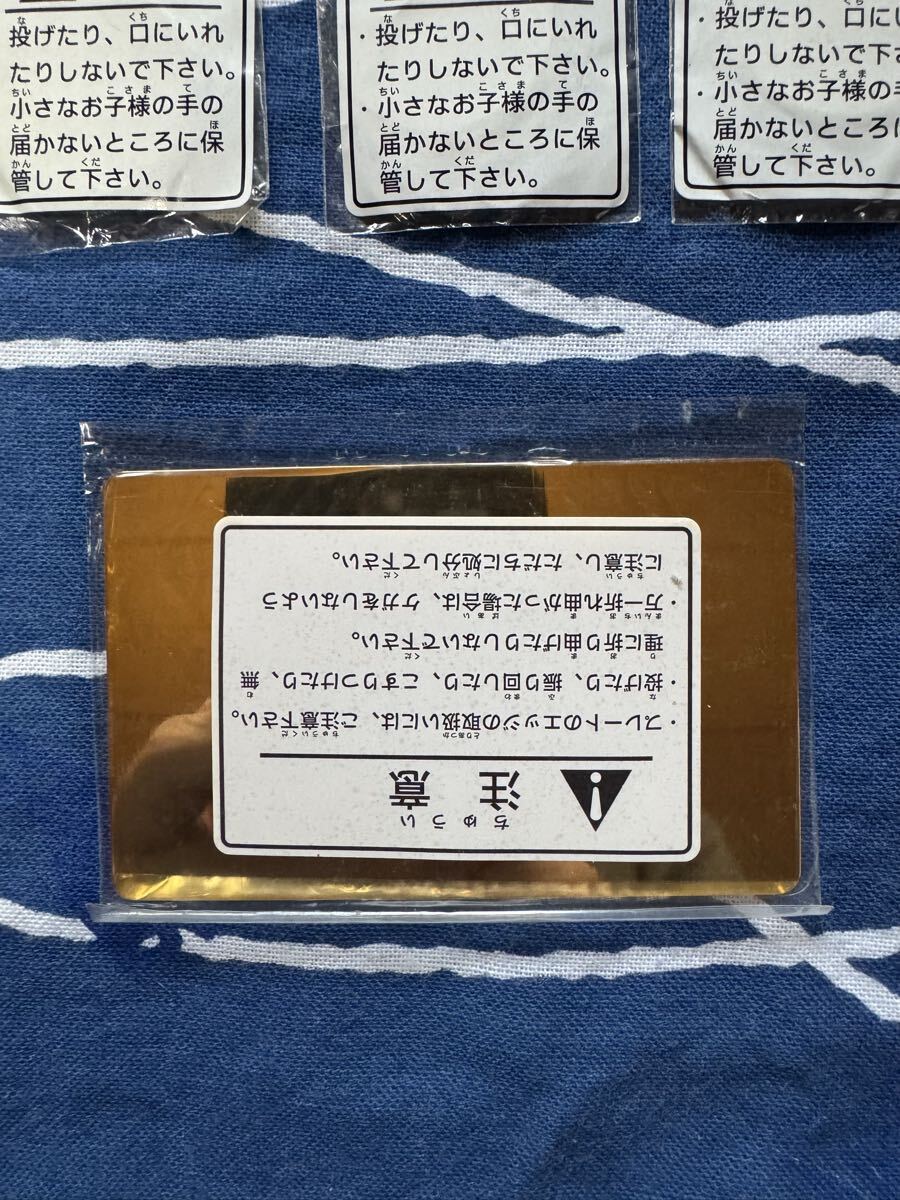 投げたり、口にいれ
たりしないで下さい。
小さなお子様の手の
届かないところに保
管して下さい。
・投げたり、口にいれ
たりしないで下さい。
・小さなお子様の手の
届かないところに保
管して下さい。
・投げたり、口にい
たりしないで下さ
・小さなお子様の手
届かないところに
管して下さい。
注意
・プレートのエッジの取扱いには、ご注意下さい。
・投げたり、振り回したり、こすりつけたり、無
理に折り曲げたりしないで下さい。
・万一折れ曲がった場合は、ケガをしないよう
に注意し、ただちに処分して下さい。